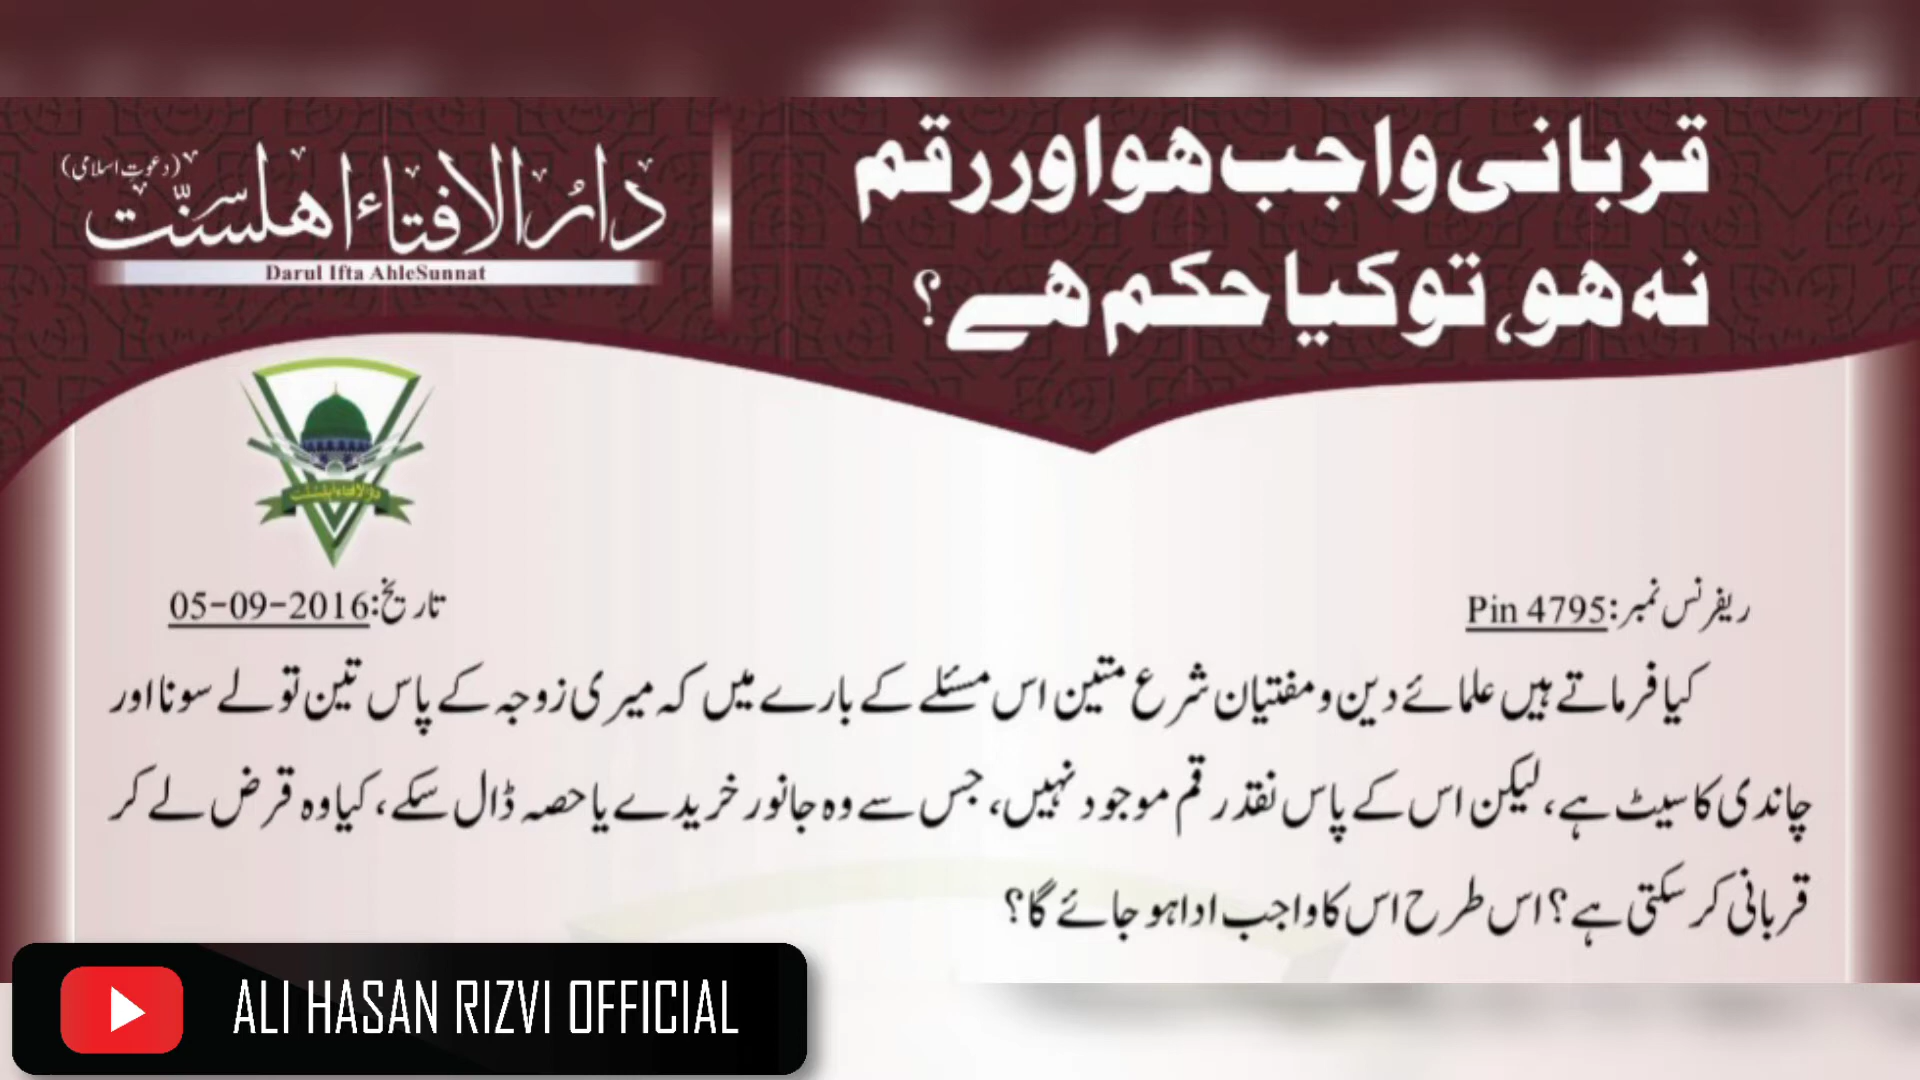 قربانی واجب ہو اور رقم
نہ ہو، تو کیا حکم ہے؟
(دعوتِ اسلامی)
دارُالافتاء اہلسنّت
Darul Ifta AhleSunnat
دارالافتاء اہلسنت
ریفرنس نمبر: Pin 4795
تاریخ: 05-09-2016
کیا فرماتے ہیں علمائے دین و مفتیان شرع متین اس مسئلے کے بارے میں کہ میری زوجہ کے پاس تین تولے سونا اور
چاندی کا سیٹ ہے، لیکن اس کے پاس نقد رقم موجود نہیں، جس سے وہ جانور خریدے یا حصہ ڈال سکے، کیا وہ قرض لے کر
قربانی کر سکتی ہے؟ اس طرح اس کا واجب ادا ہو جائے گا؟
ALI HASAN RIZVI OFFICIAL